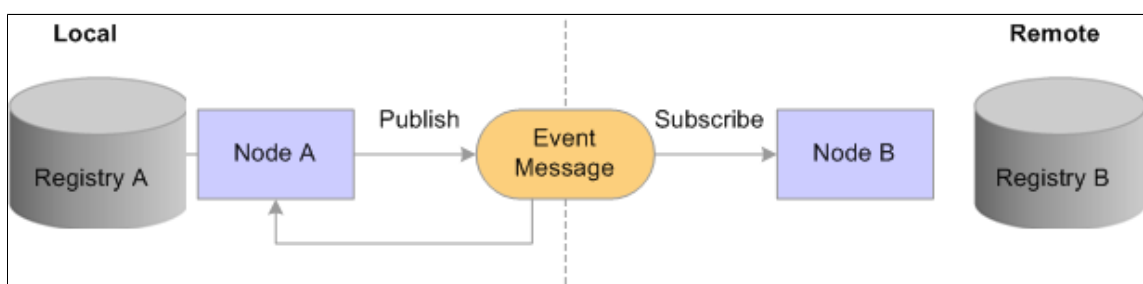 Local
Remote
Publish
Subscribe
Event
Message
Node A
Node B
Registry A
Registry B